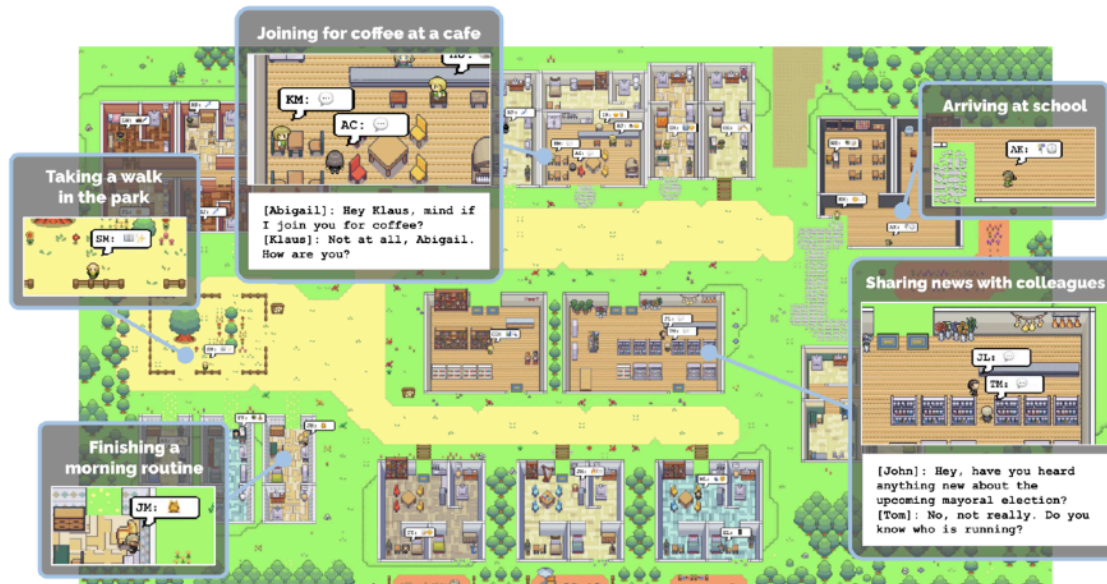 Joining for coffee at a cafe
KM:
AC:
[Abigail]: Hey Klaus, mind if
I join you for coffee?
[Klaus]: Not at all, Abigail.
How are you?
Arriving at school
AK:
Taking a walk
in the park
SM:
Sharing news with colleagues
JL:
TM:
[John]: Hey, have you heard
anything new about the
upcoming mayoral election?
[Tom]: No, not really. Do you
know who is running?
Finishing a
morning routine
JM: